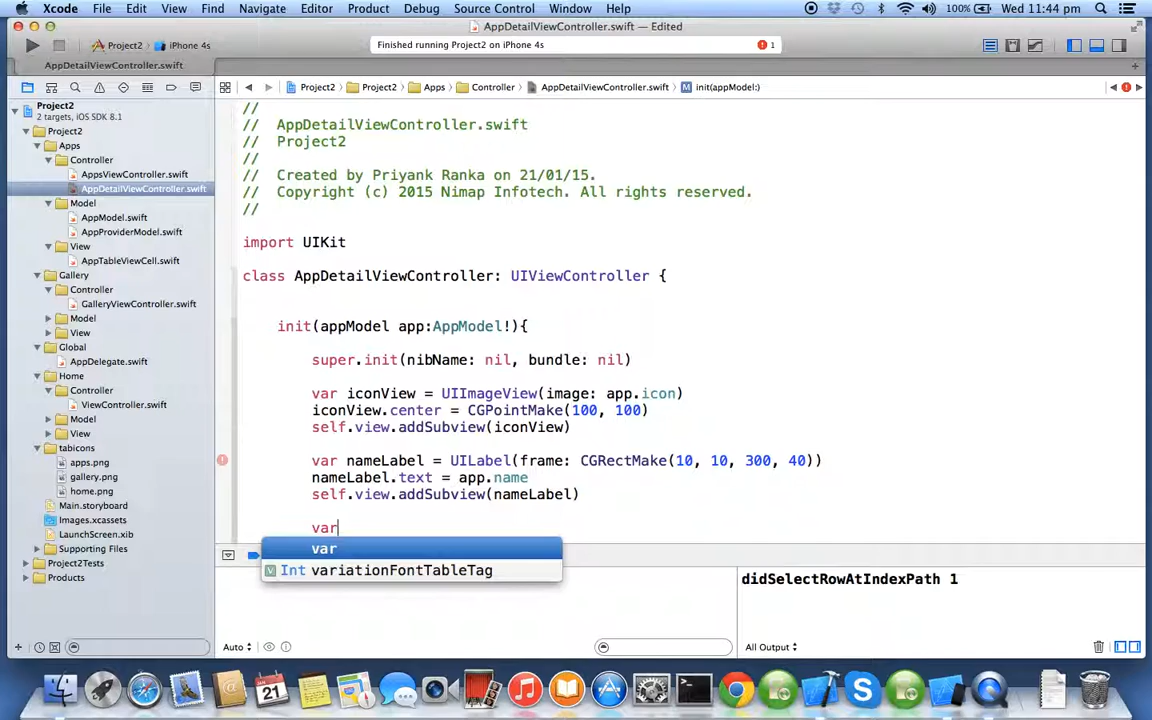 Xcode File Edit View Find Navigate Editor Product Debug Source Control Window Help 100% Wed 11:44 pm
AppDetailViewController.swift — Edited
Project2 iPhone 4s
Finished running Project2 on iPhone 4s 1
AppDetailViewController.swift
Project2 Project2 Apps Controller AppDetailViewController.swift M init(appModel:)
Project2
2 targets, iOS SDK 8.1
Project2
Apps
Controller
AppsViewController.swift
AppDetailViewController.swift
Model
AppModel.swift
AppProviderModel.swift
View
AppTableViewCell.swift
Gallery
Controller
GalleryViewController.swift
Model
View
Global
AppDelegate.swift
Home
Controller
ViewController.swift
Model
View
tabicons
apps.png
gallery.png
home.png
Main.storyboard
Images.xcassets
LaunchScreen.xib
Supporting Files
Project2Tests
Products
//
// AppDetailViewController.swift
// Project2
//
// Created by Priyank Ranka on 21/01/15.
// Copyright (c) 2015 Nimap Infotech. All rights reserved.
//
import UIKit
class AppDetailViewController: UIViewController {
init(appModel app:AppModel!){
super.init(nibName: nil, bundle: nil)
var iconView = UIImageView(image: app.icon)
iconView.center = CGPointMake(100, 100)
self.view.addSubview(iconView)
var nameLabel = UILabel(frame: CGRectMake(10, 10, 300, 40))
nameLabel.text = app.name
self.view.addSubview(nameLabel)
var
var
V Int variationFontTableTag
didSelectRowAtIndexPath 1
Auto
All Output
21